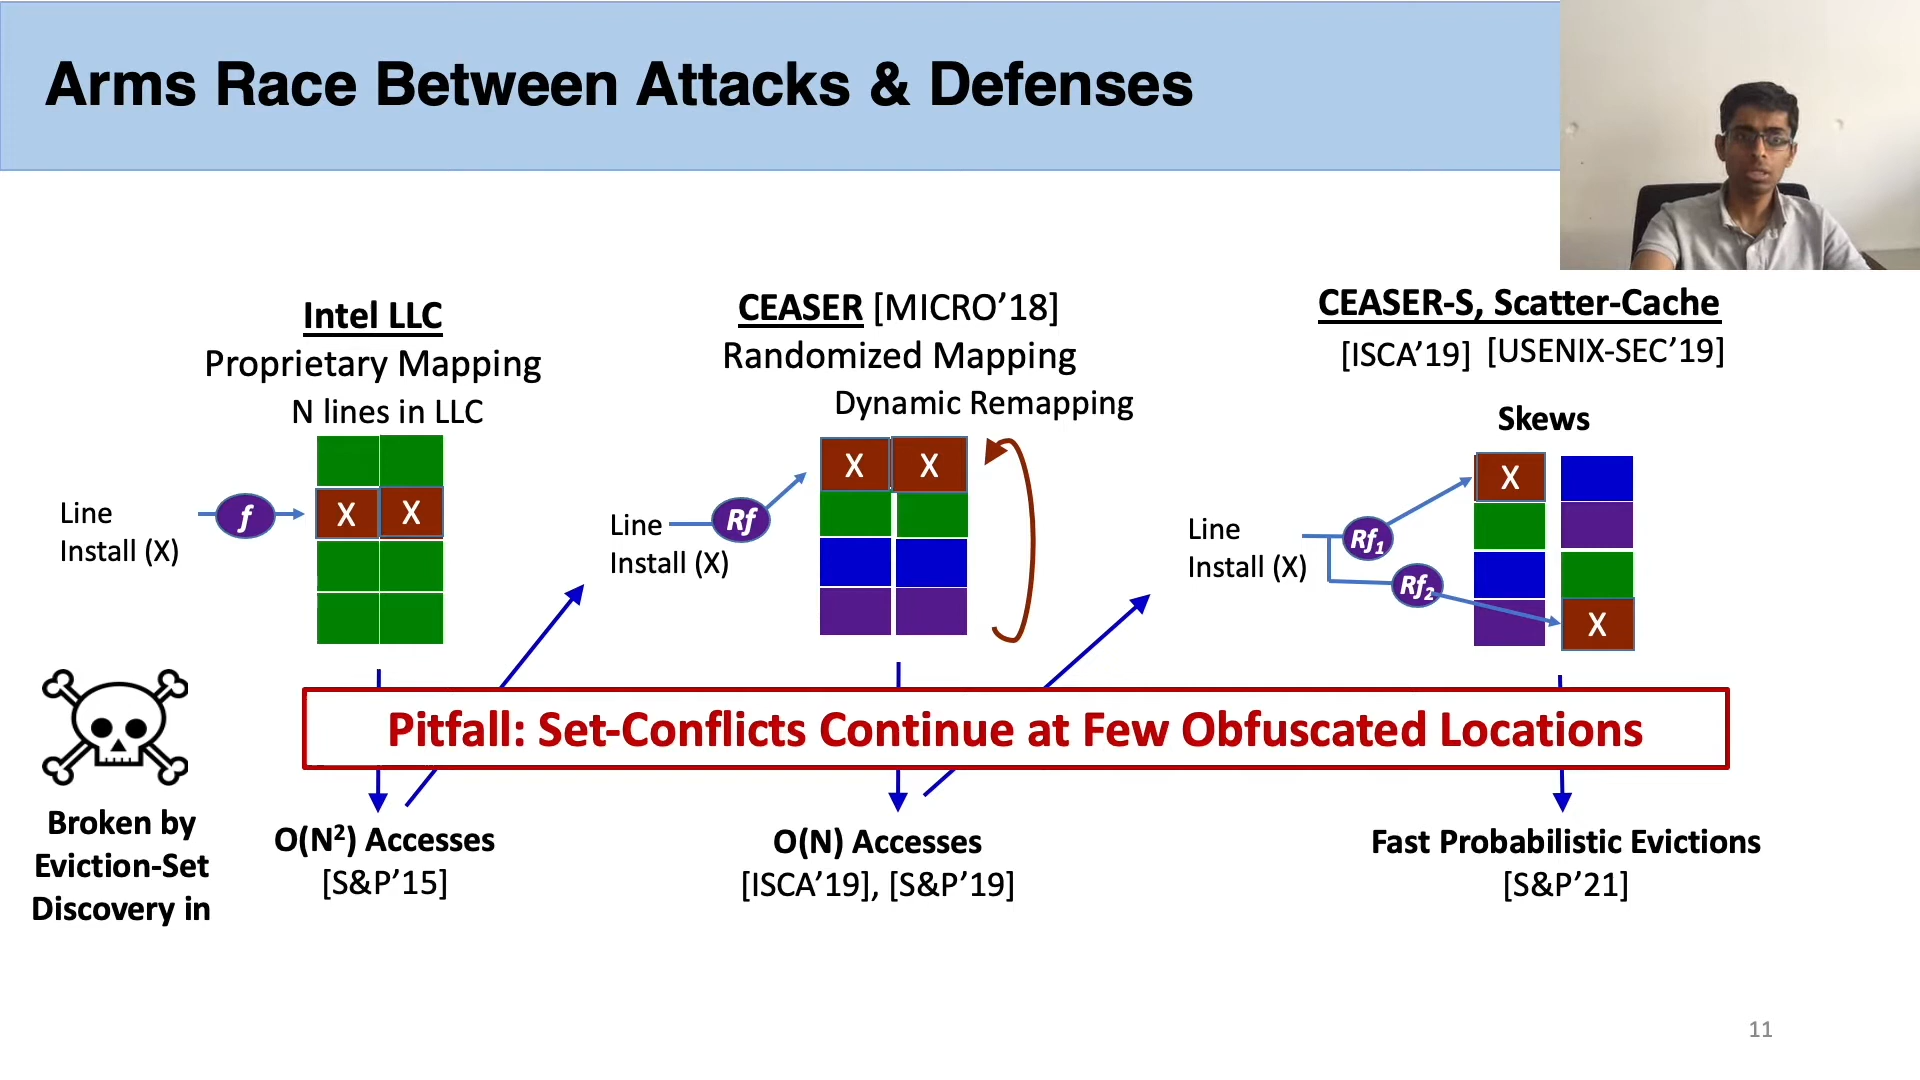 Arms Race Between Attacks & Defenses
Intel LLC
Proprietary Mapping
N lines in LLC
Line
Install (X)
f
X X
CEASER [MICRO’18]
Randomized Mapping
Dynamic Remapping
Line
Install (X)
Rf
X X
CEASER-S, Scatter-Cache
[ISCA’19] [USENIX-SEC’19]
Skews
Line
Install (X)
Rf₁
Rf₂
X
X
Pitfall: Set-Conflicts Continue at Few Obfuscated Locations
Broken by
Eviction-Set
Discovery in
O(N²) Accesses
[S&P’15]
O(N) Accesses
[ISCA’19], [S&P’19]
Fast Probabilistic Evictions
[S&P’21]
11